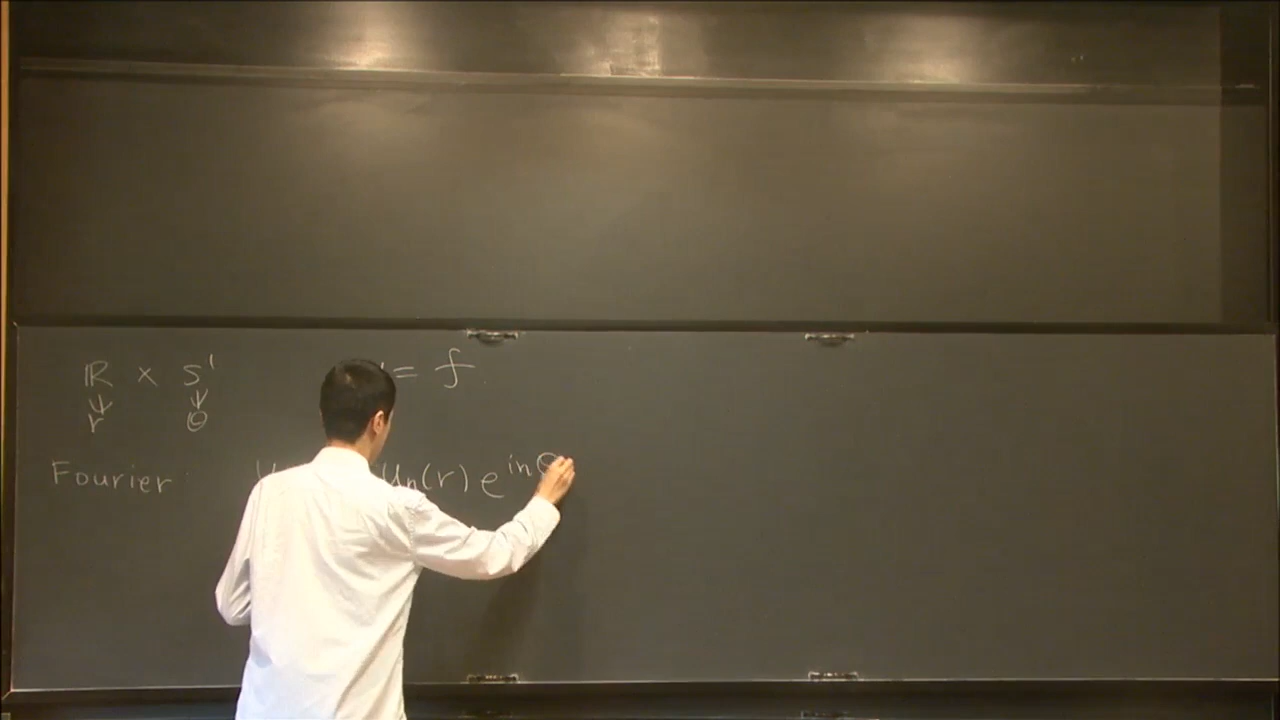 ℝ × S¹ = f
↓ ↓
r θ
Fourier: u uₙ(r) e^{inθ}